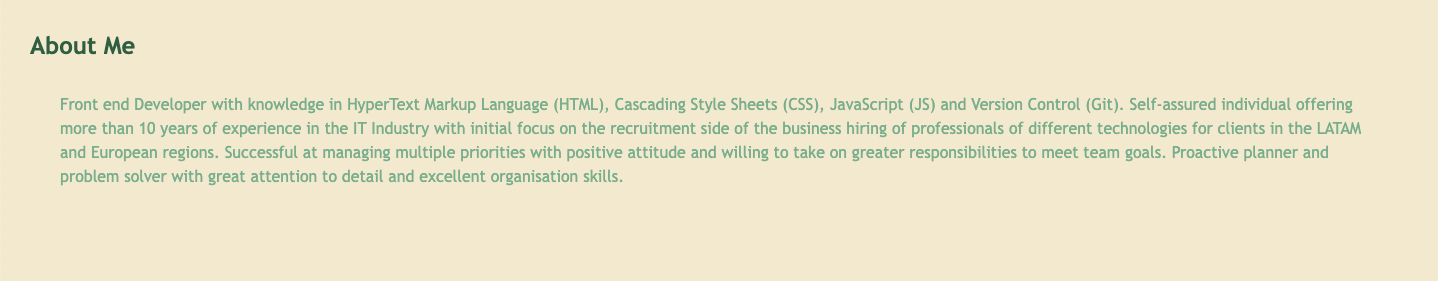 About Me
Front end Developer with knowledge in HyperText Markup Language (HTML), Cascading Style Sheets (CSS), JavaScript (JS) and Version Control (Git). Self-assured individual offering
more than 10 years of experience in the IT Industry with initial focus on the recruitment side of the business hiring of professionals of different technologies for clients in the LATAM
and European regions. Successful at managing multiple priorities with positive attitude and willing to take on greater responsibilities to meet team goals. Proactive planner and
problem solver with great attention to detail and excellent organisation skills.